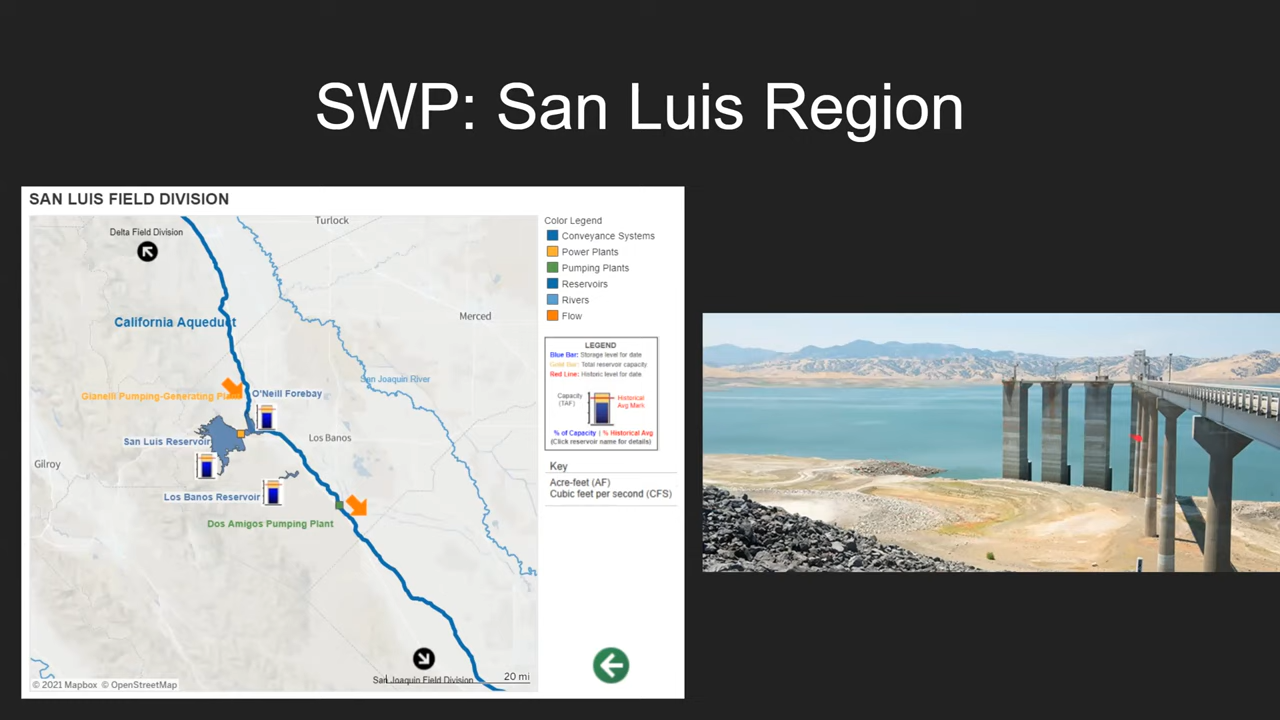 SWP: San Luis Region
SAN LUIS FIELD DIVISION
Turlock
Delta Field Division
California Aqueduct
Merced
San Joaquin River
Gianelli Pumping-Generating Pla
O'Neill Forebay
San Luis Reservoir
Los Banos
Gilroy
Los Banos Reservoir
Dos Amigos Pumping Plant
San Joaquin Field Division
20 mi
© 2021 Mapbox © OpenStreetMap
Color Legend
Conveyance Systems
Power Plants
Pumping Plants
Reservoirs
Rivers
Flow
LEGEND
Blue Bar: Storage level for date
Gold Bar: Total reservoir capacity
Red Line: Historic level for date
Capacity
(TAF)
Historical
Avg Mark
% of Capacity | % Historical Avg
(Click reservoir name for details)
Key
Acre-feet (AF)
Cubic feet per second (CFS)